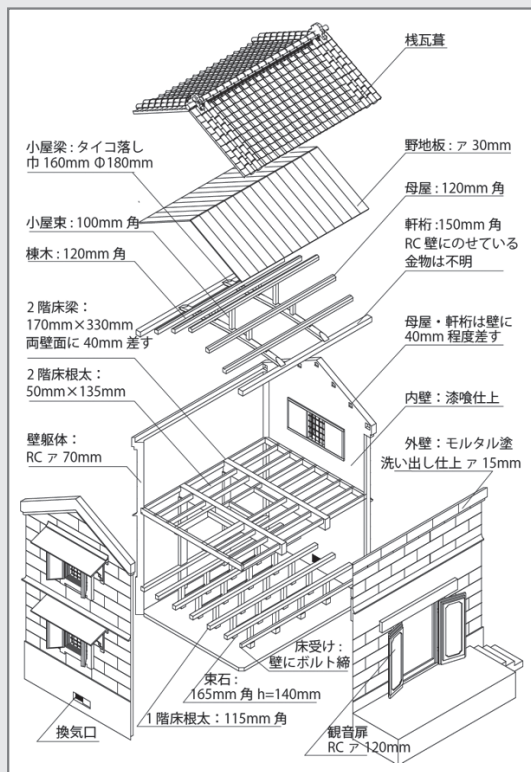 桟瓦葺
小屋梁：タイコ落し
巾 160mm Φ180mm
野地板：ァ 30mm
小屋束：100mm 角
母屋：120mm 角
棟木：120mm 角
軒桁：150mm 角
RC 壁にのせている
金物は不明
2 階床梁：
170mm×330mm
両壁面に 40mm 差す
母屋・軒桁は壁に
40mm 程度差す
2 階床根太：
50mm×135mm
内壁：漆喰仕上
壁躯体：
RC ァ 70mm
外壁：モルタル塗
洗い出し仕上 ァ 15mm
床受け：
壁にボルト締
束石：
165mm 角 h=140mm
1 階床根太：115mm 角
換気口
観音扉
RC ァ 120mm